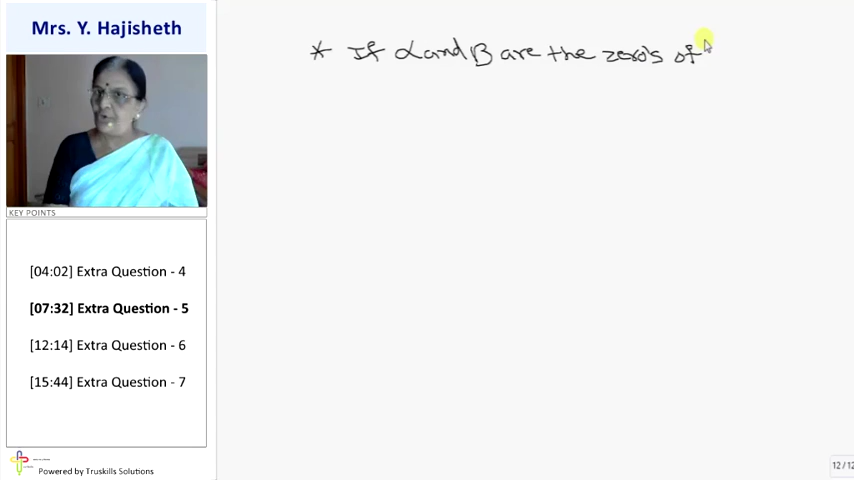 Mrs. Y. Hajisheth
* If α and β are the zero's of
KEY POINTS
[04:02] Extra Question - 4
[07:32] Extra Question - 5
[12:14] Extra Question - 6
[15:44] Extra Question - 7
Powered by Truskills Solutions
12/12